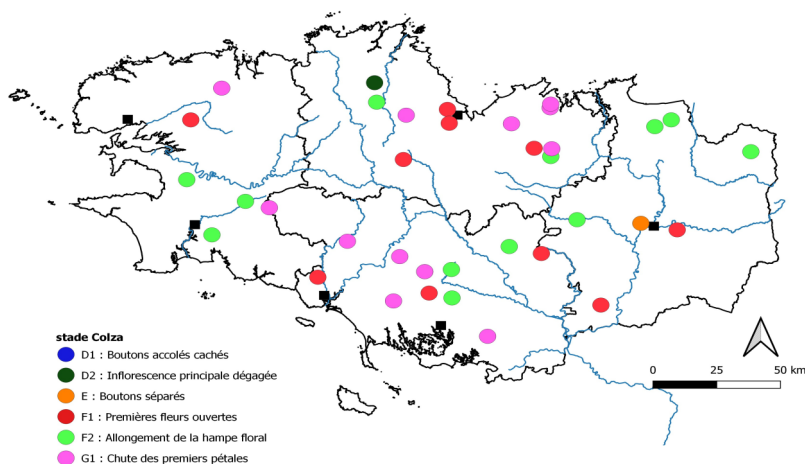 stade Colza
D1 : Boutons accolés cachés
D2 : Inflorescence principale dégagée
E : Boutons séparés
F1 : Premières fleurs ouvertes
F2 : Allongement de la hampe floral
G1 : Chute des premiers pétales
0 25 50 km